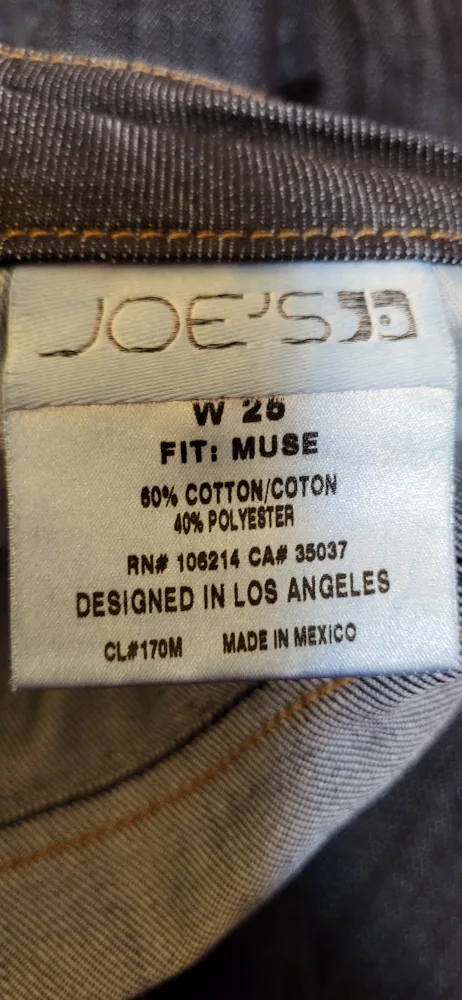 JOE'S
W 26
FIT: MUSE
60% COTTON/COTON
40% POLYESTER
RN# 106214 CA# 35037
DESIGNED IN LOS ANGELES
CL#170M MADE IN MEXICO